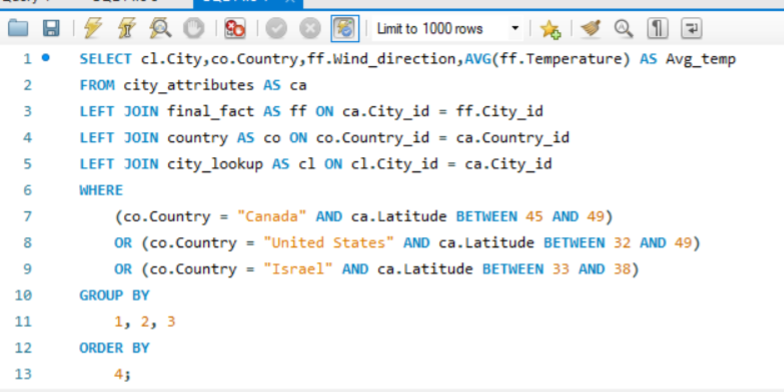 Limit to 1000 rows
1 SELECT cl.City,co.Country,ff.Wind_direction,AVG(ff.Temperature) AS Avg_temp
2 FROM city_attributes AS ca
3 LEFT JOIN final_fact AS ff ON ca.City_id = ff.City_id
4 LEFT JOIN country AS co ON co.Country_id = ca.Country_id
5 LEFT JOIN city_lookup AS cl ON cl.City_id = ca.City_id
6 WHERE
7 (co.Country = "Canada" AND ca.Latitude BETWEEN 45 AND 49)
8 OR (co.Country = "United States" AND ca.Latitude BETWEEN 32 AND 49)
9 OR (co.Country = "Israel" AND ca.Latitude BETWEEN 33 AND 38)
10 GROUP BY
11 1, 2, 3
12 ORDER BY
13 4;